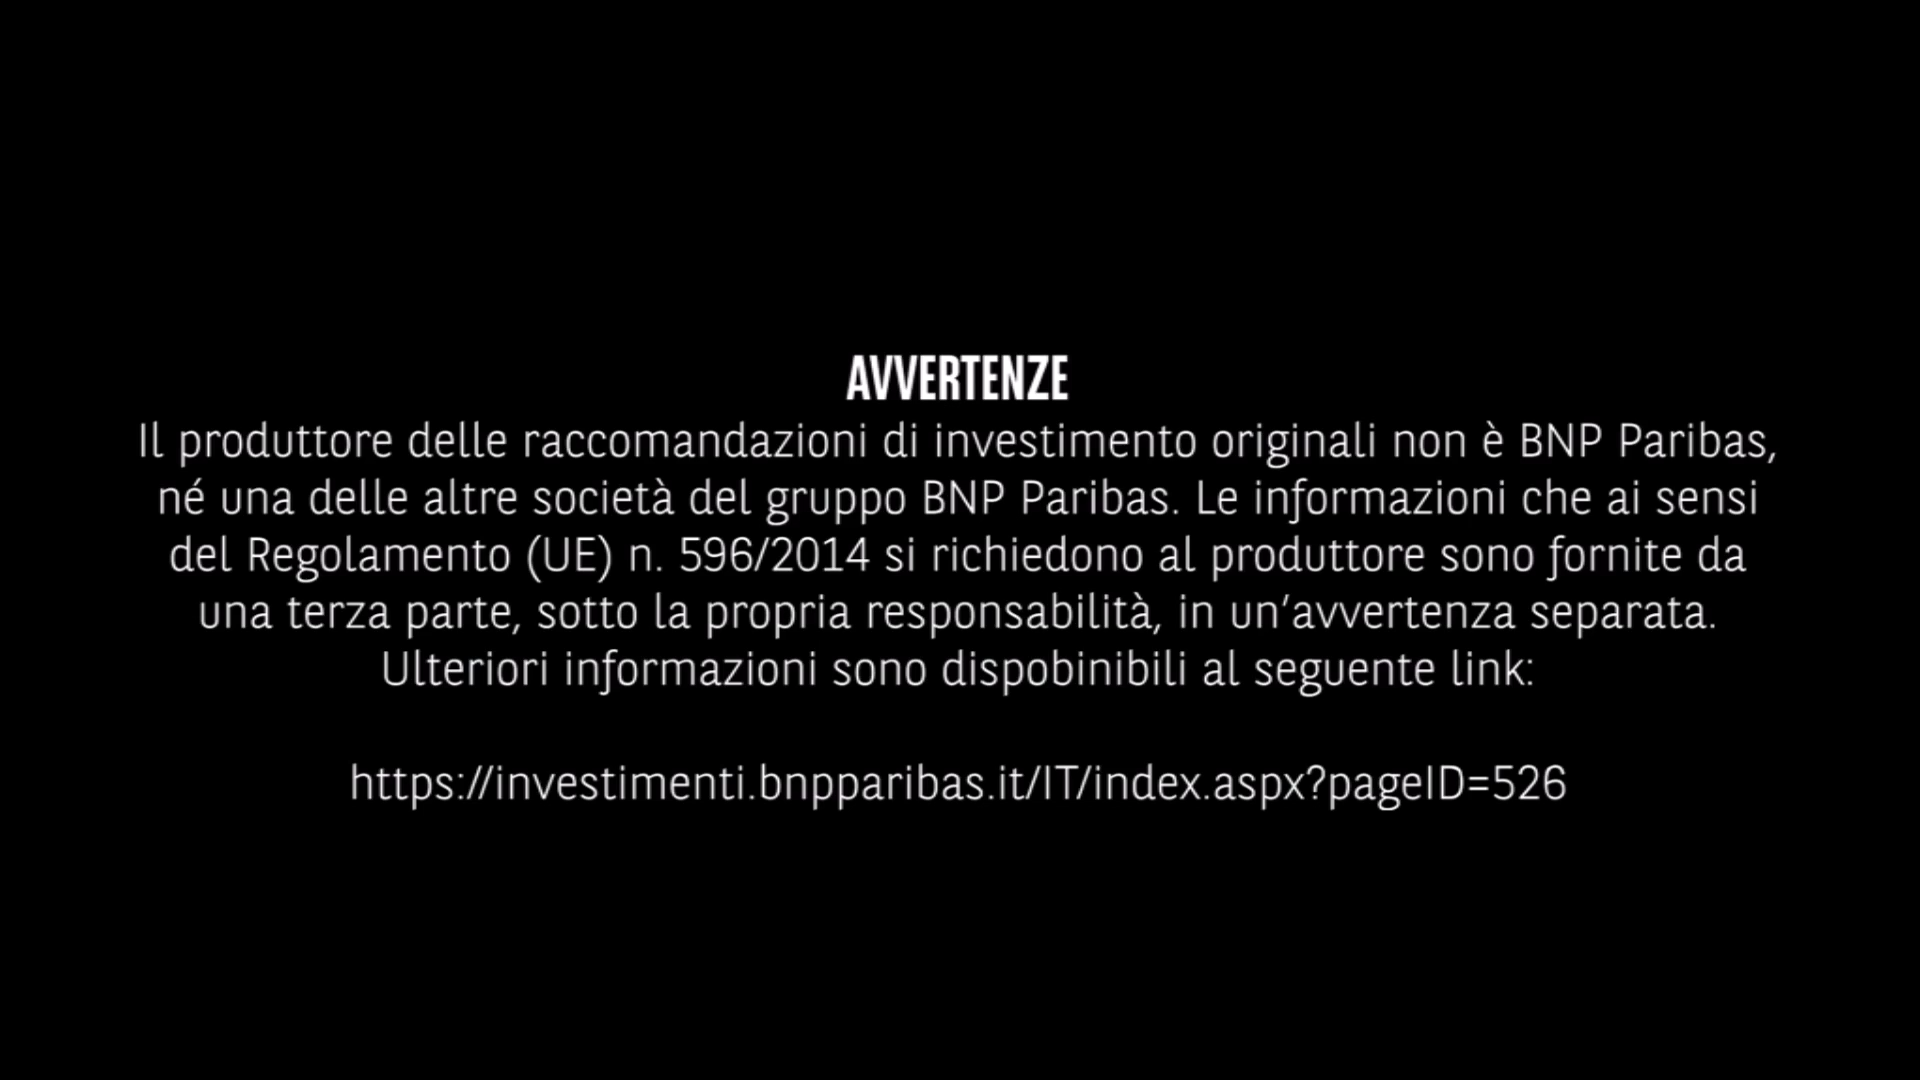 AVVERTENZE
Il produttore delle raccomandazioni di investimento originali non è BNP Paribas,
né una delle altre società del gruppo BNP Paribas. Le informazioni che ai sensi
del Regolamento (UE) n. 596/2014 si richiedono al produttore sono fornite da
una terza parte, sotto la propria responsabilità, in un’avvertenza separata.
Ulteriori informazioni sono dispobinibili al seguente link:
https://investimenti.bnpparibas.it/IT/index.aspx?pageID=526